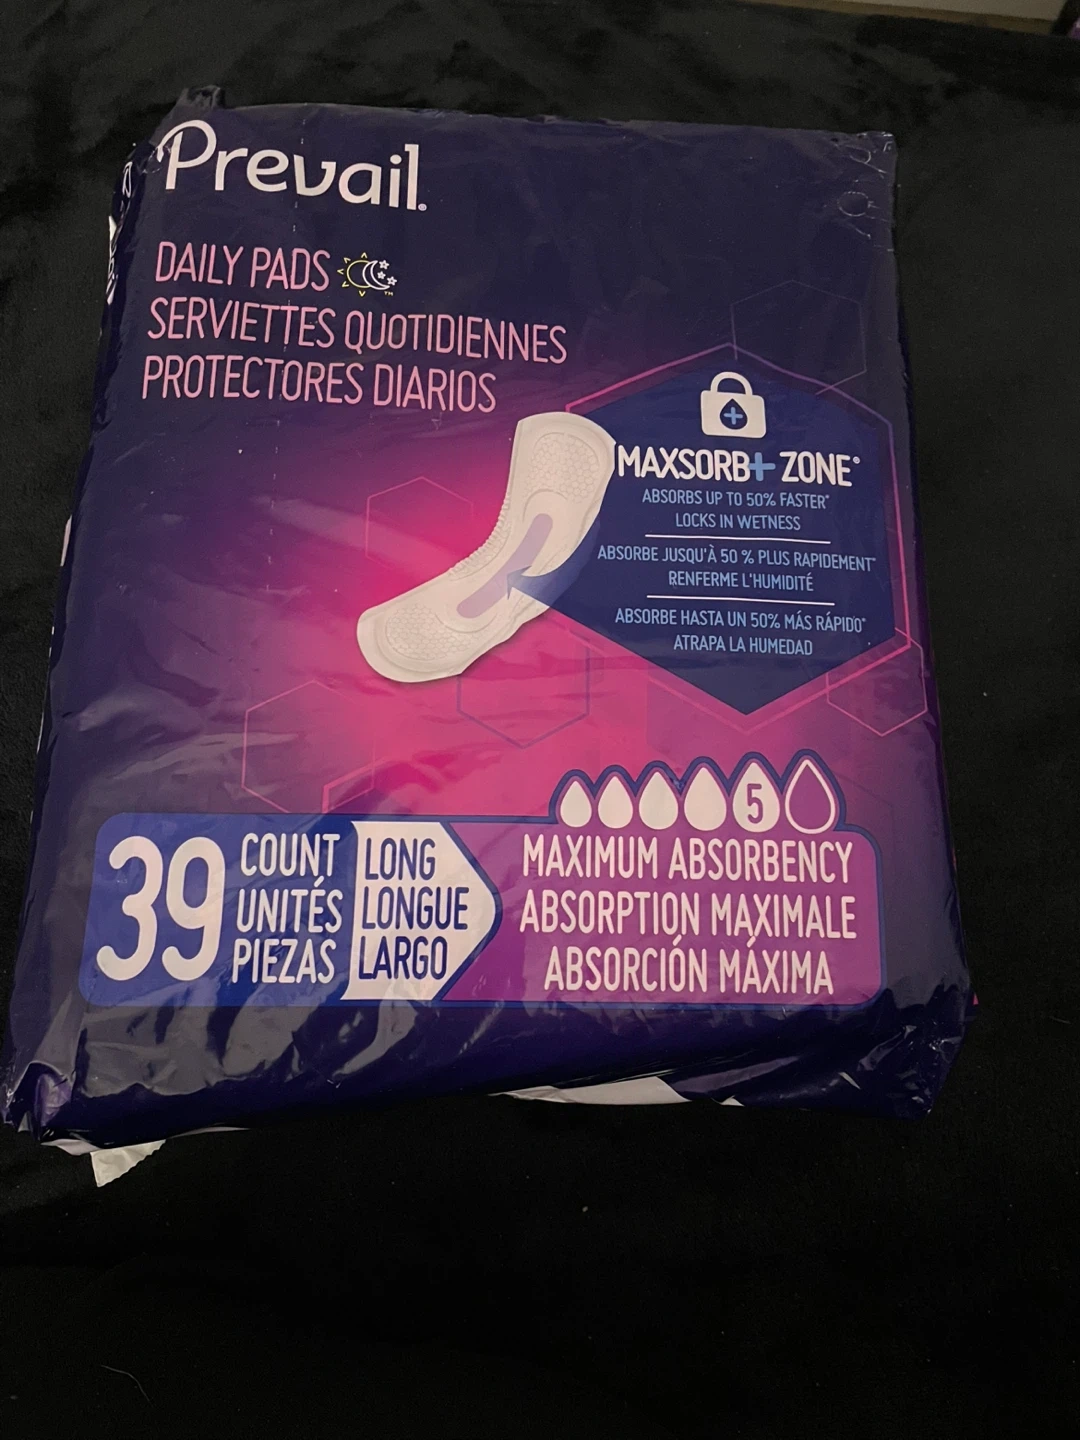 Prevail®
DAILY PADS ™
SERVIETTES QUOTIDIENNES
PROTECTORES DIARIOS
MAXSORB+ ZONE®
ABSORBS UP TO 50% FASTER*
LOCKS IN WETNESS
ABSORBE JUSQU'À 50 % PLUS RAPIDEMENT*
RENFERME L'HUMIDITÉ
ABSORBE HASTA UN 50% MÁS RÁPIDO*
ATRAPA LA HUMEDAD
5
39
COUNT
UNITÉS
PIEZAS
LONG
LONGUE
LARGO
MAXIMUM ABSORBENCY
ABSORPTION MAXIMALE
ABSORCIÓN MÁXIMA